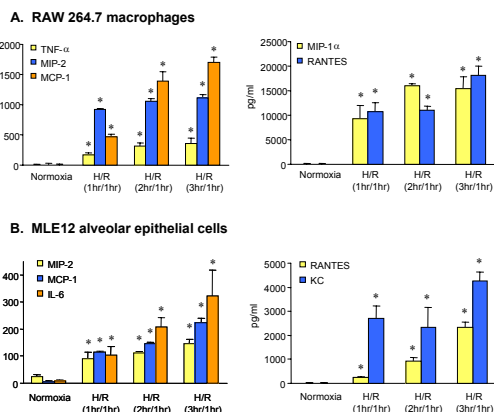 A. RAW 264.7 macrophages
2000
1500
1000
500
0
TNF-α
MIP-2
MCP-1
* * * * * * * * *
Normoxia H/R H/R H/R
(1hr/1hr) (2hr/1hr) (3hr/1hr)
pg/ml
25000
20000
15000
10000
5000
0
MIP-1α
RANTES
* * * * * *
Normoxia H/R H/R H/R
(1hr/1hr) (2hr/1hr) (3hr/1hr)
B. MLE12 alveolar epithelial cells
400
300
200
100
0
MIP-2
MCP-1
IL-6
* * * * * * * * *
Normoxia H/R H/R H/R
(1hr/1hr) (2hr/1hr) (3hr/1hr)
pg/ml
5000
4000
3000
2000
1000
0
RANTES
KC
* * * * * *
Normoxia H/R H/R H/R
(1hr/1hr) (2hr/1hr) (3hr/1hr)